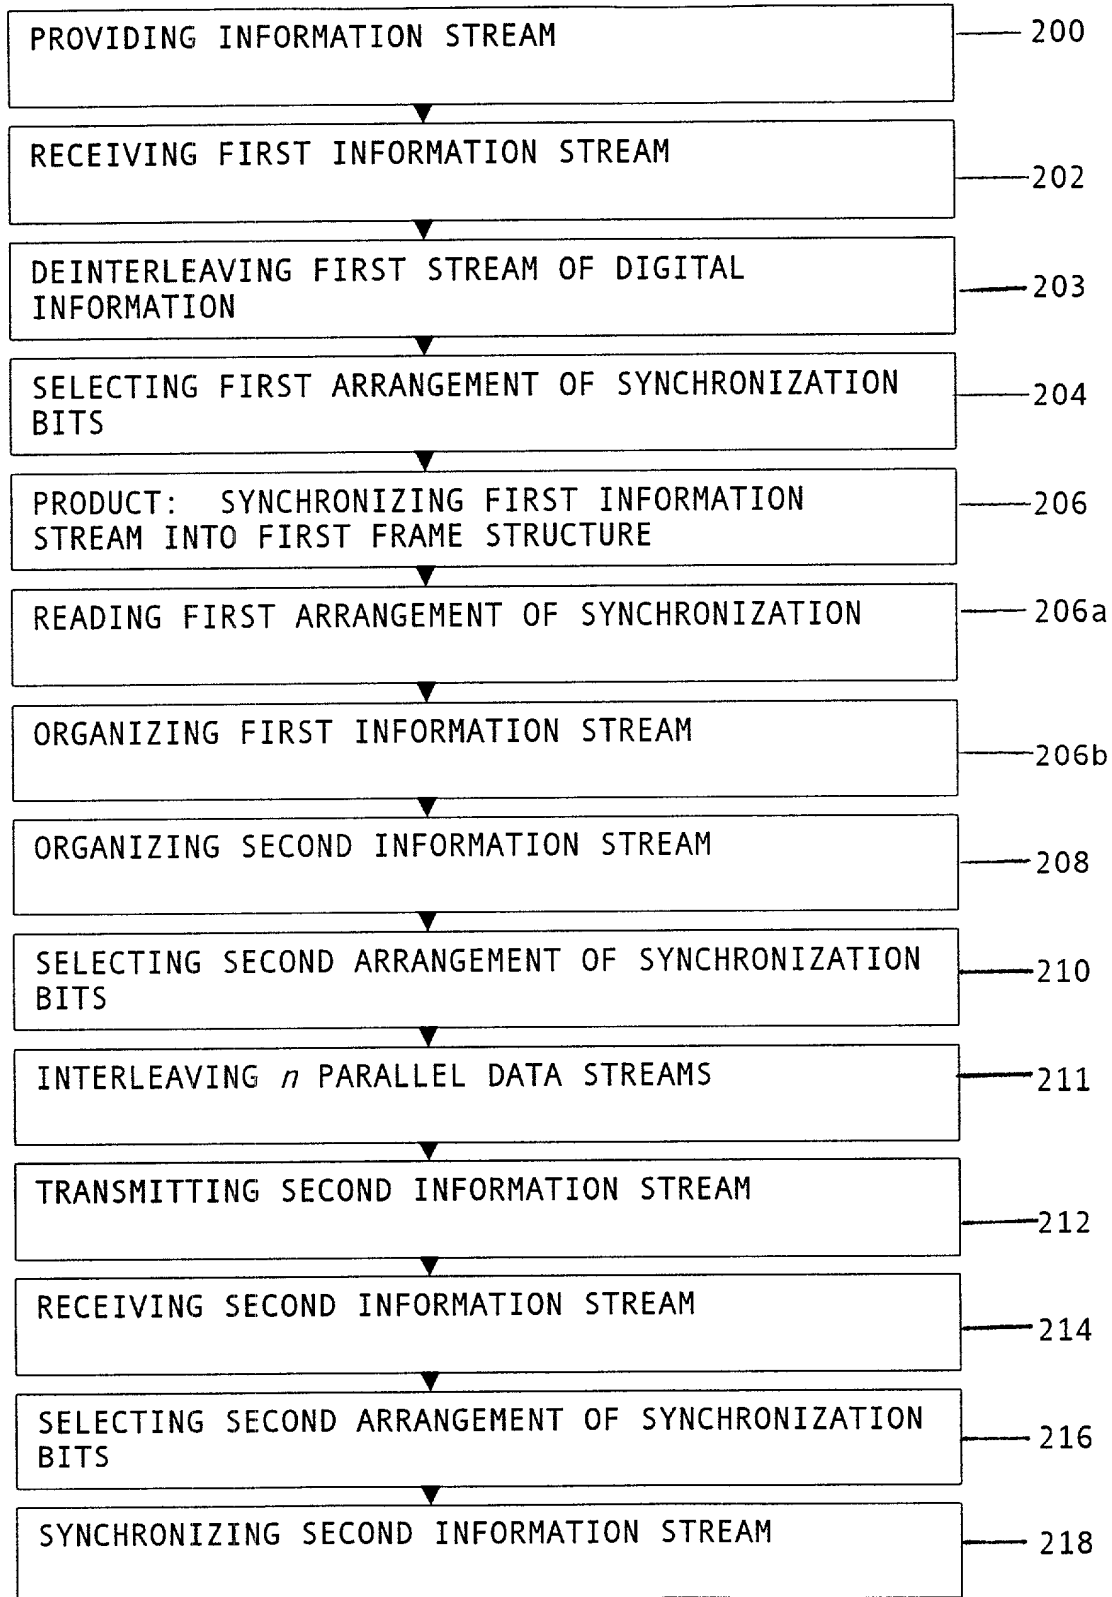 PROVIDING INFORMATION STREAM
200
RECEIVING FIRST INFORMATION STREAM
202
DEINTERLEAVING FIRST STREAM OF DIGITAL
INFORMATION
203
SELECTING FIRST ARRANGEMENT OF SYNCHRONIZATION
BITS
204
PRODUCT: SYNCHRONIZING FIRST INFORMATION
STREAM INTO FIRST FRAME STRUCTURE
206
READING FIRST ARRANGEMENT OF SYNCHRONIZATION
206a
ORGANIZING FIRST INFORMATION STREAM
206b
ORGANIZING SECOND INFORMATION STREAM
208
SELECTING SECOND ARRANGEMENT OF SYNCHRONIZATION
BITS
210
INTERLEAVING n PARALLEL DATA STREAMS
211
TRANSMITTING SECOND INFORMATION STREAM
212
RECEIVING SECOND INFORMATION STREAM
214
SELECTING SECOND ARRANGEMENT OF SYNCHRONIZATION
BITS
216
SYNCHRONIZING SECOND INFORMATION STREAM
218